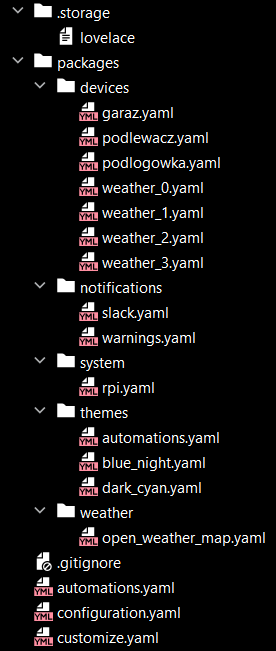 .storage
lovelace
packages
devices
YML garaz.yaml
YML podlewacz.yaml
YML podlogowka.yaml
YML weather_0.yaml
YML weather_1.yaml
YML weather_2.yaml
YML weather_3.yaml
notifications
YML slack.yaml
YML warnings.yaml
system
YML rpi.yaml
themes
YML automations.yaml
YML blue_night.yaml
YML dark_cyan.yaml
weather
YML open_weather_map.yaml
.gitignore
YML automations.yaml
YML configuration.yaml
YML customize.yaml